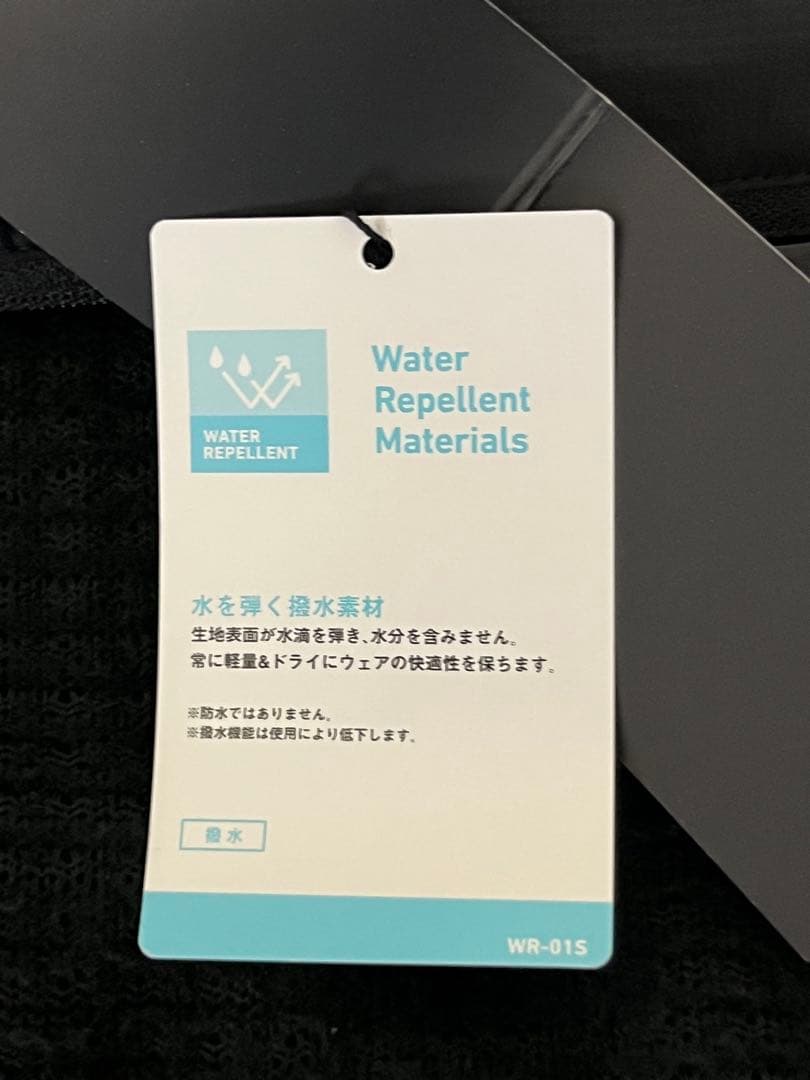 WATER
REPELLENT
Water
Repellent
Materials
水を弾く撥水素材
生地表面が水滴を弾き、水分を含みません。
常に軽量&ドライにウェアの快適性を保ちます。
※防水ではありません。
※撥水機能は使用により低下します。
撥水
WR-01S